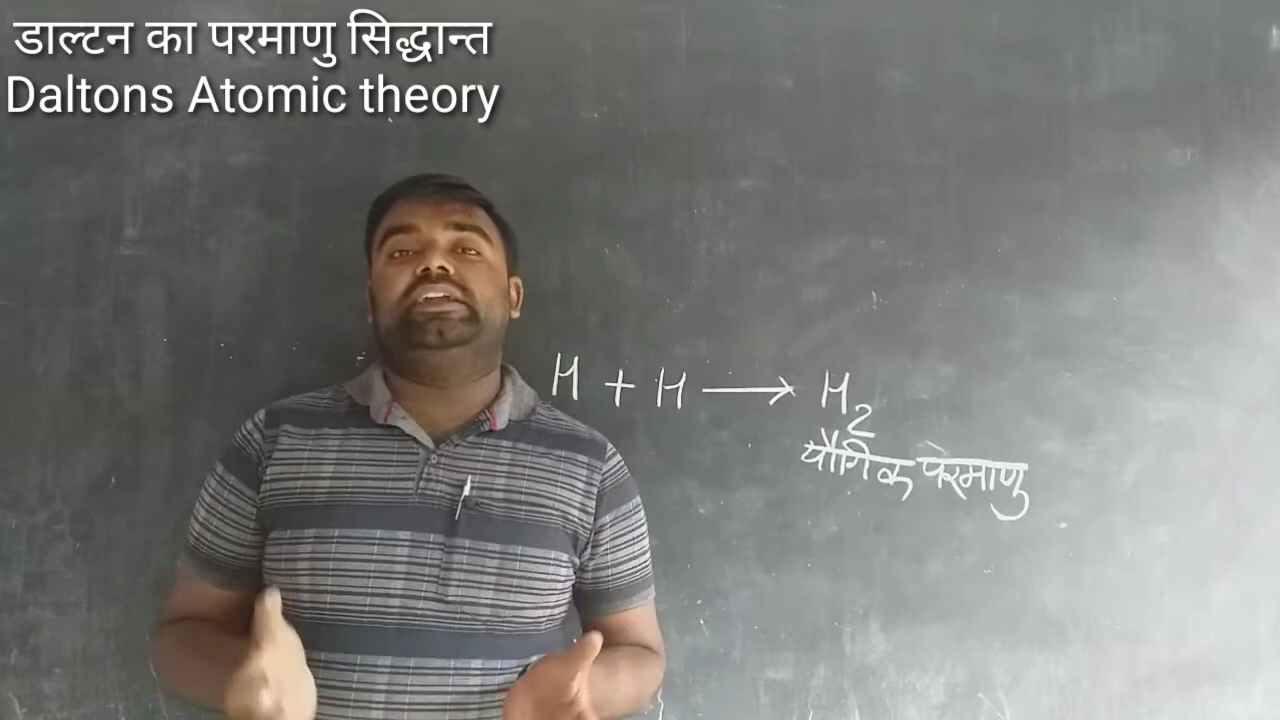 डाल्टन का परमाणु सिद्धान्त
Daltons Atomic theory
H + H ⟶ H₂
यौगिक परमाणु